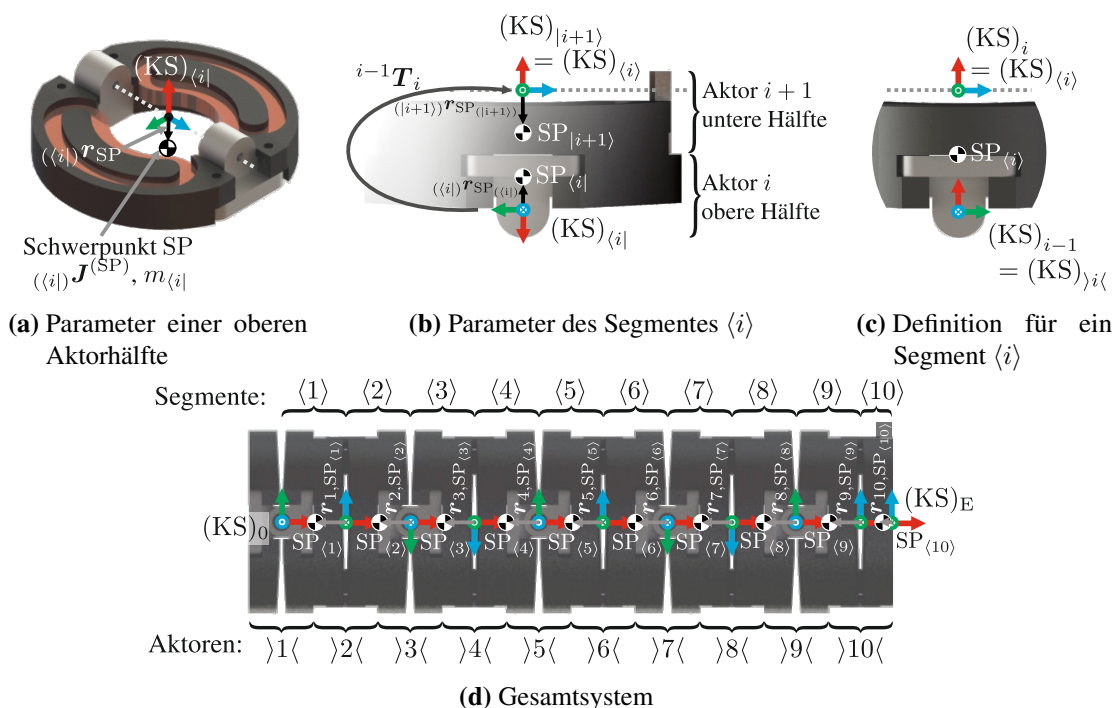 (KS)⟨i|
(⟨i|) r SP
Schwerpunkt SP
(⟨i|) J (SP), m⟨i|
(a) Parameter einer oberen
Aktorhälfte
(KS)|i+1⟩
= (KS)⟨i⟩
i−1 T i
(|i+1⟩) r SP(|i+1⟩)
SP|i+1⟩
SP⟨i|
(⟨i|) r SP(⟨i|)
(KS)⟨i|
Aktor i + 1
untere Hälfte
Aktor i
obere Hälfte
(b) Parameter des Segmentes ⟨i⟩
(KS)i
= (KS)⟨i⟩
SP⟨i⟩
(KS)i−1
= (KS)⟩i⟨
(c) Definition für ein
Segment ⟨i⟩
Segmente: ⟨1⟩ ⟨2⟩ ⟨3⟩ ⟨4⟩ ⟨5⟩ ⟨6⟩ ⟨7⟩ ⟨8⟩ ⟨9⟩ ⟨10⟩
r1,SP⟨1⟩ r2,SP⟨2⟩ r3,SP⟨3⟩ r4,SP⟨4⟩ r5,SP⟨5⟩ r6,SP⟨6⟩ r7,SP⟨7⟩ r8,SP⟨8⟩ r9,SP⟨9⟩ r10,SP⟨10⟩
(KS)0 (KS)E
SP⟨1⟩ SP⟨2⟩ SP⟨3⟩ SP⟨4⟩ SP⟨5⟩ SP⟨6⟩ SP⟨7⟩ SP⟨8⟩ SP⟨9⟩ SP⟨10⟩
Aktoren: ⟩1⟨ ⟩2⟨ ⟩3⟨ ⟩4⟨ ⟩5⟨ ⟩6⟨ ⟩7⟨ ⟩8⟨ ⟩9⟨ ⟩10⟨
(d) Gesamtsystem